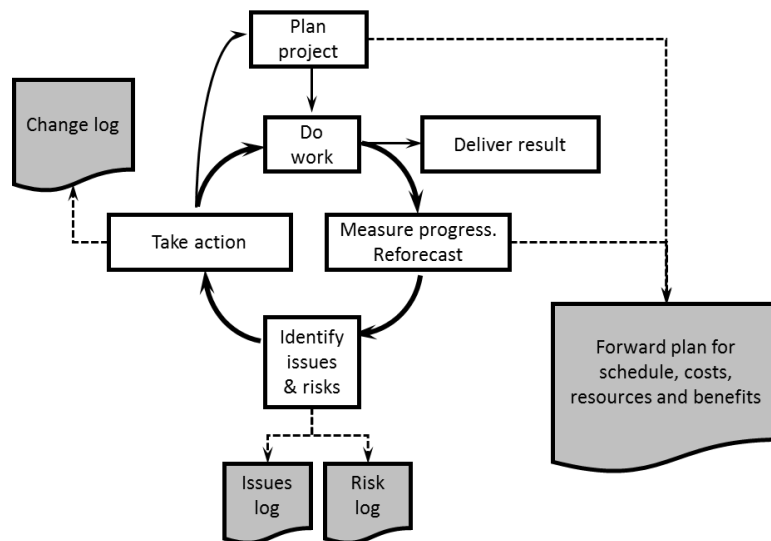 Plan
project
Change log
Do
work
Deliver result
Take action
Measure progress.
Reforecast
Identify
issues
& risks
Forward plan for
schedule, costs,
resources and benefits
Issues
log
Risk
log